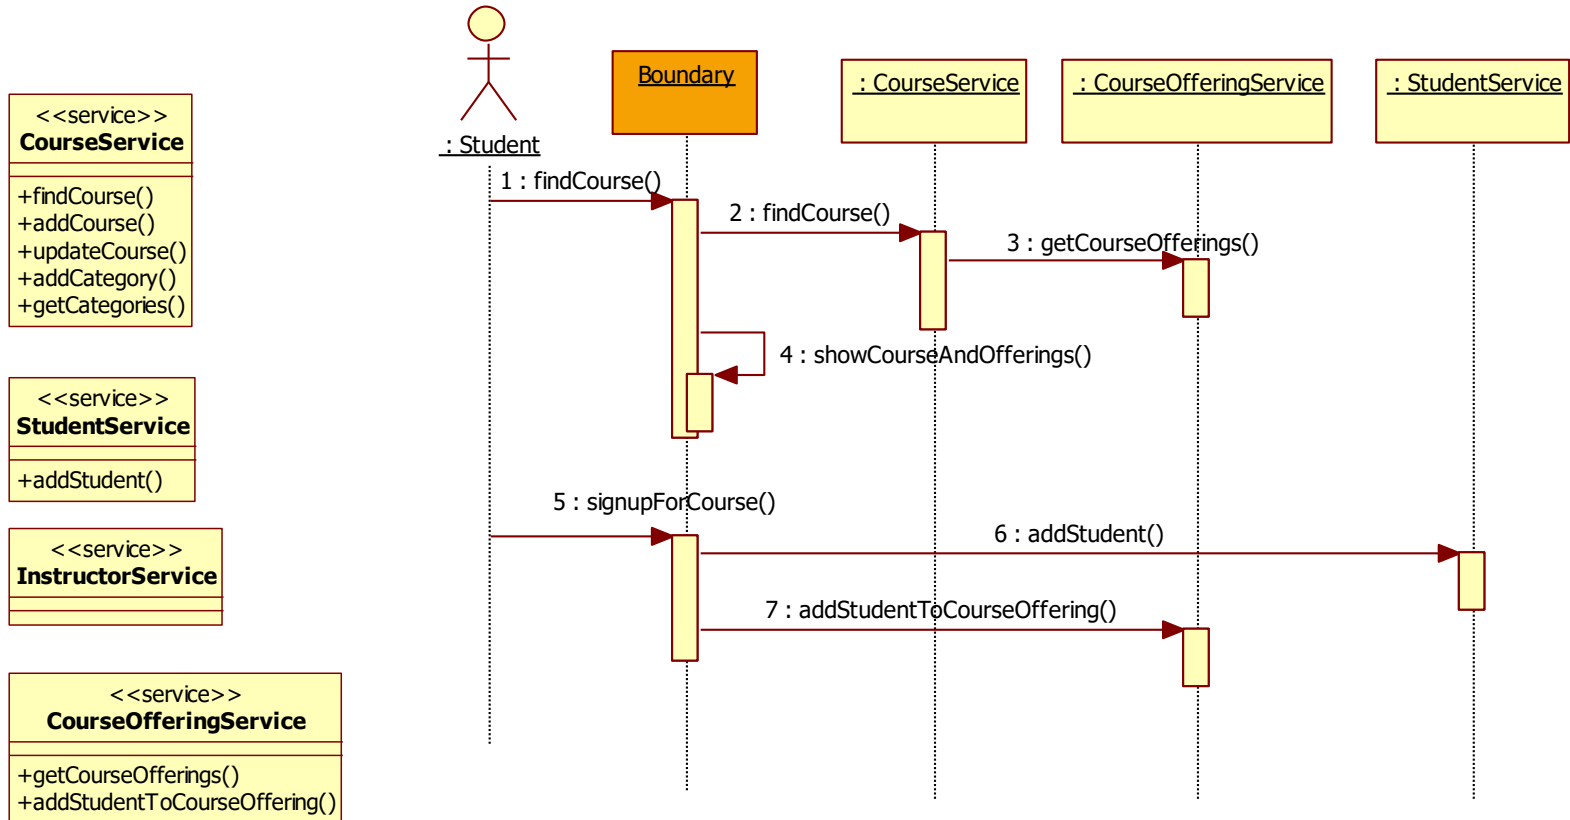 <<service>>
CourseService
+findCourse()
+addCourse()
+updateCourse()
+addCategory()
+getCategories()
<<service>>
StudentService
+addStudent()
<<service>>
InstructorService
<<service>>
CourseOfferingService
+getCourseOfferings()
+addStudentToCourseOffering()
: Student
Boundary
: CourseService
: CourseOfferingService
: StudentService
1 : findCourse()
2 : findCourse()
3 : getCourseOfferings()
4 : showCourseAndOfferings()
5 : signupForCourse()
6 : addStudent()
7 : addStudentToCourseOffering()